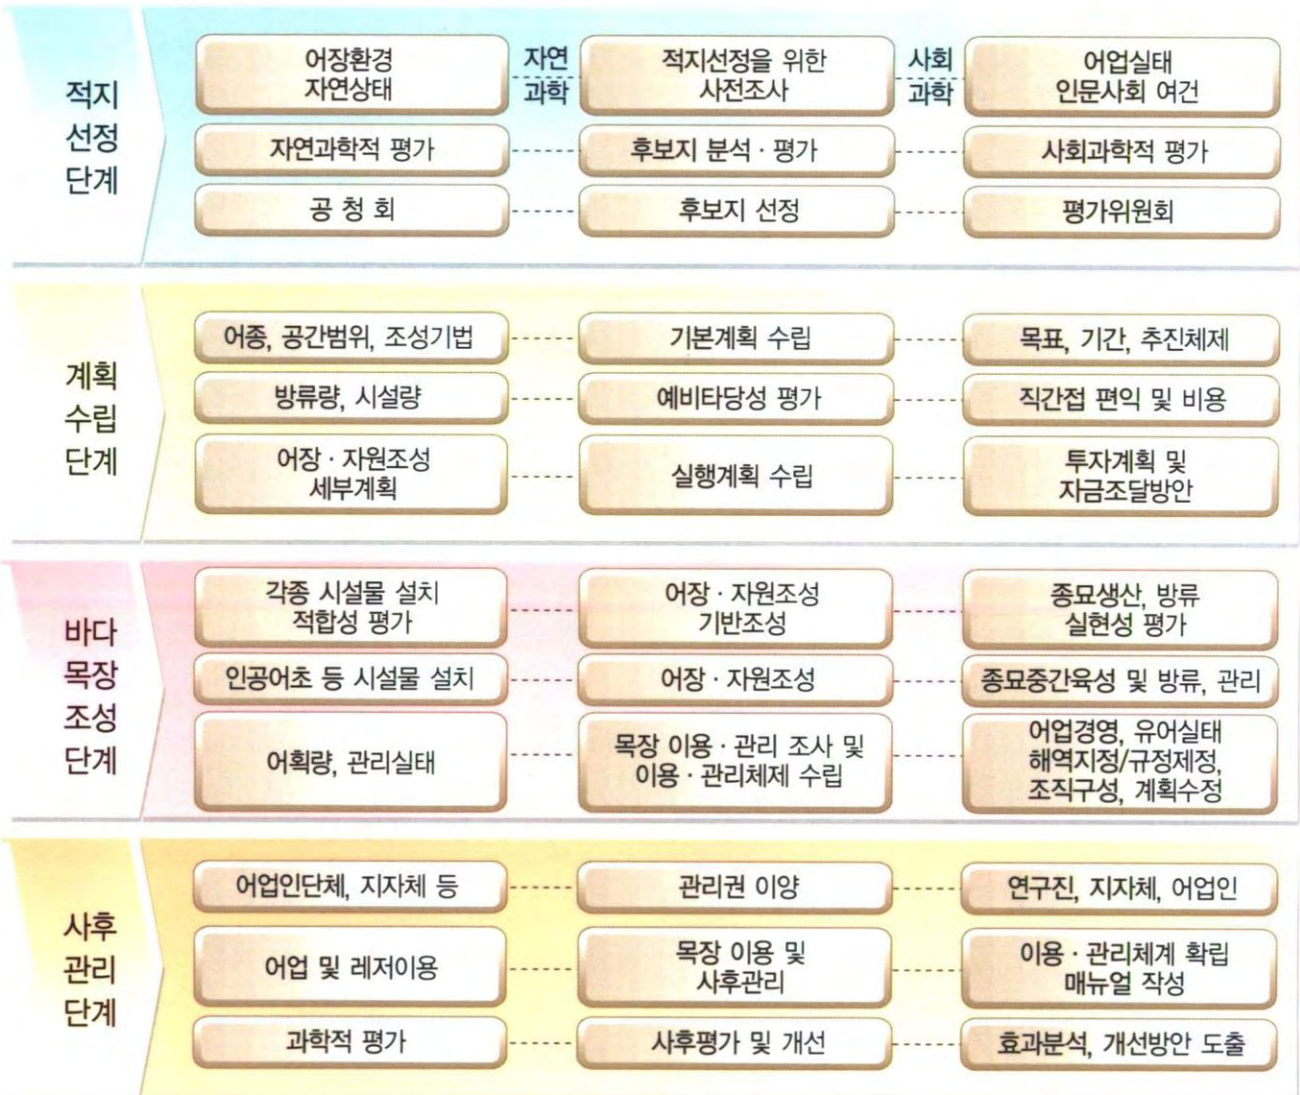 적지
선정
단계
어장환경
자연상태
자연
과학
적지선정을 위한
사전조사
사회
과학
어업실태
인문사회 여건
자연과학적 평가
후보지 분석 · 평가
사회과학적 평가
공 청 회
후보지 선정
평가위원회
계획
수립
단계
어종, 공간범위, 조성기법
기본계획 수립
목표, 기간, 추진체제
방류량, 시설량
예비타당성 평가
직간접 편익 및 비용
어장 · 자원조성
세부계획
실행계획 수립
투자계획 및
자금조달방안
바다
목장
조성
단계
각종 시설물 설치
적합성 평가
어장 · 자원조성
기반조성
종묘생산, 방류
실현성 평가
인공어초 등 시설물 설치
어장 · 자원조성
종묘중간육성 및 방류, 관리
어획량, 관리실태
목장 이용 · 관리 조사 및
이용 · 관리체제 수립
어업경영, 유어실태
해역지정/규정제정,
조직구성, 계획수정
사후
관리
단계
어업인단체, 지자체 등
관리권 이양
연구진, 지자체, 어업인
어업 및 레저이용
목장 이용 및
사후관리
이용 · 관리체계 확립
매뉴얼 작성
과학적 평가
사후평가 및 개선
효과분석, 개선방안 도출